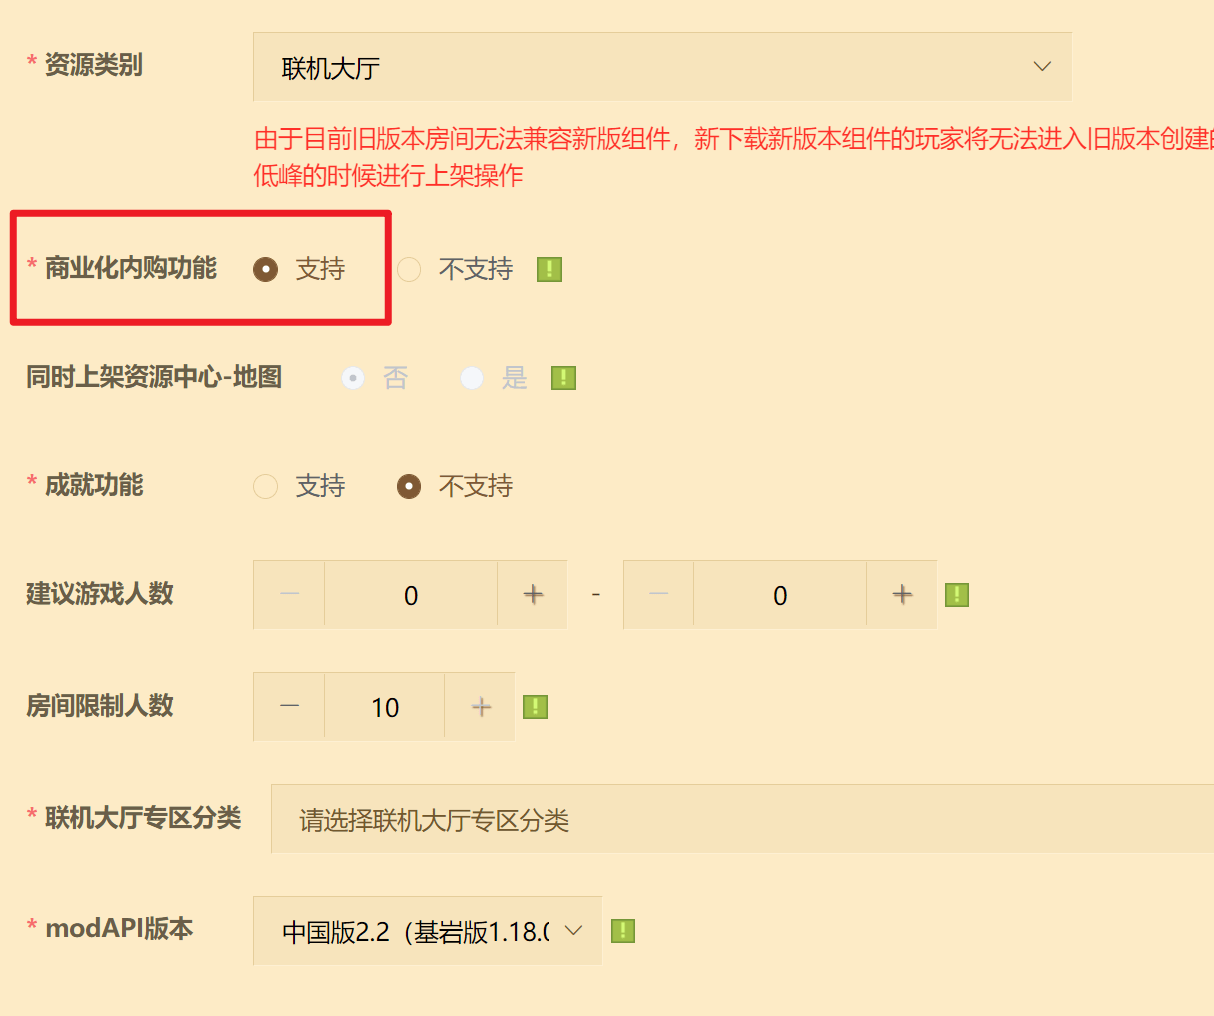 * 资源类别 联机大厅
由于目前旧版本房间无法兼容新版组件，新下载新版本组件的玩家将无法进入旧版本创建的
低峰的时候进行上架操作
* 商业化内购功能 支持 不支持 !
同时上架资源中心-地图 否 是 !
* 成就功能 支持 不支持
建议游戏人数 — 0 + - — 0 + !
房间限制人数 — 10 + !
* 联机大厅专区分类 请选择联机大厅专区分类
* modAPI版本 中国版2.2（基岩版1.18.0 !